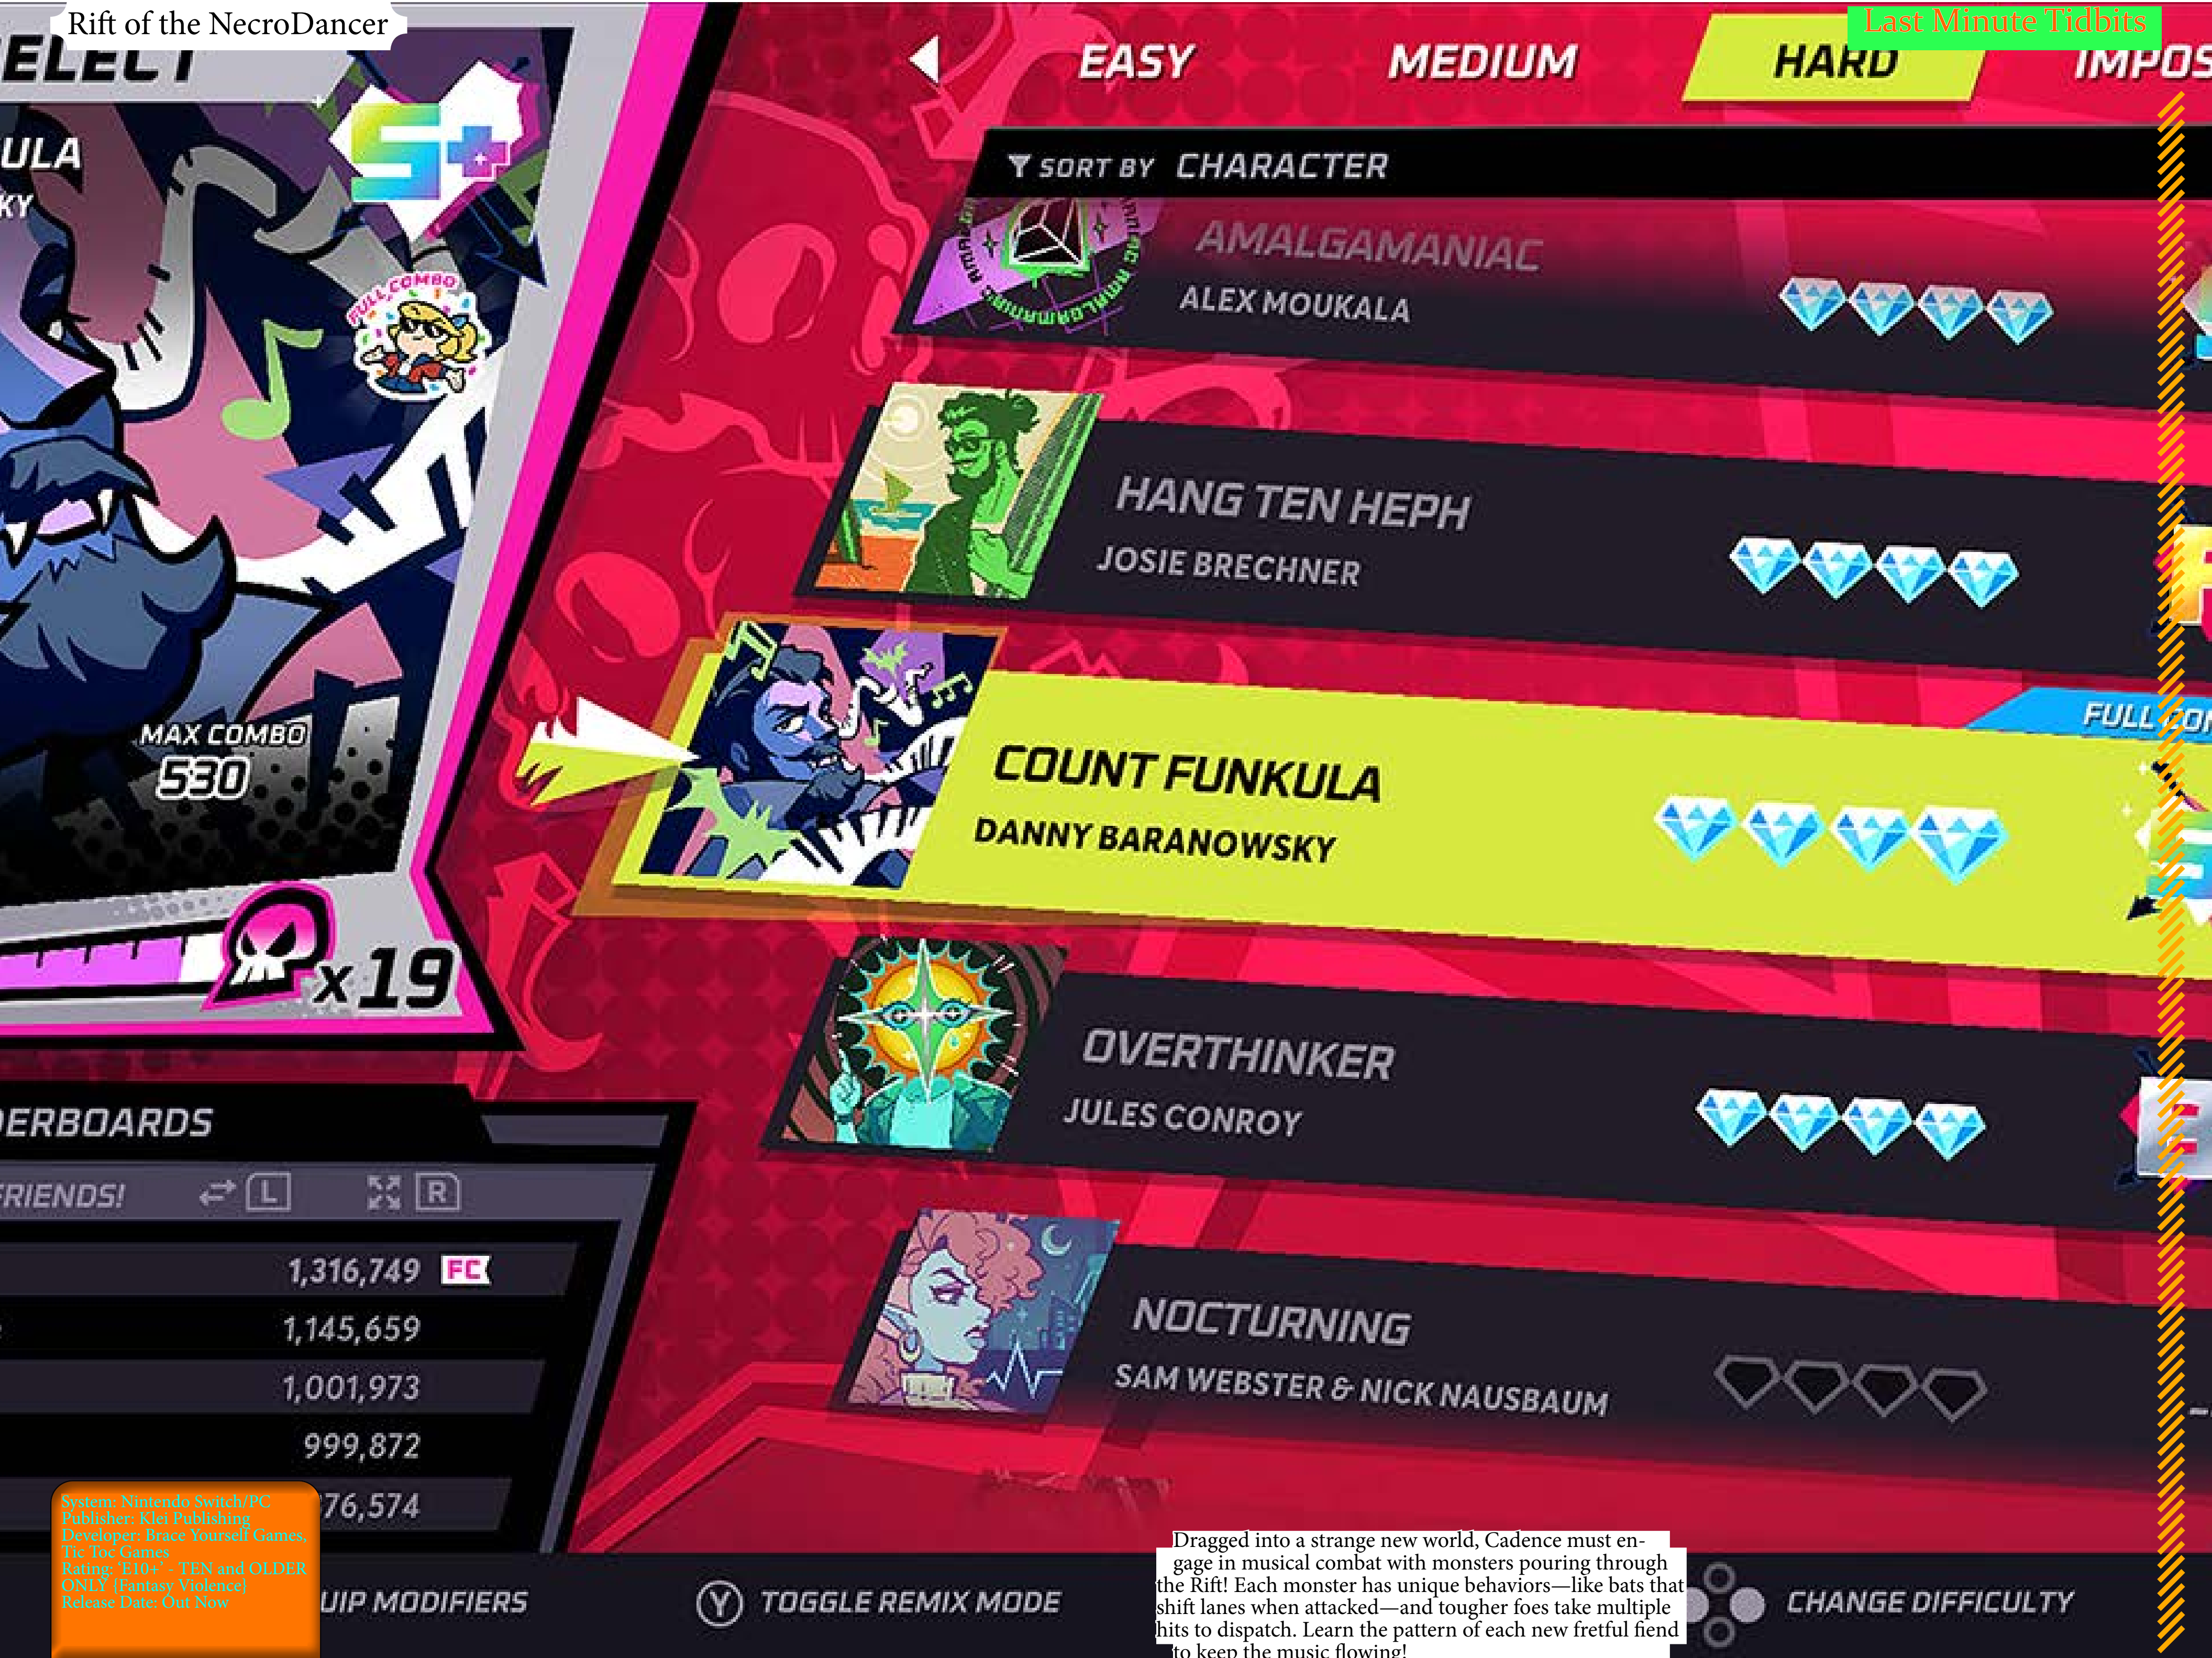 Rift of the NecroDancer
Last Minute Tidbits
ELECT
ULA
KY
S+
FULL COMBO
MAX COMBO
530
x19
ERBOARDS
FRIENDS!
L
R
1,316,749 FC
1,145,659
1,001,973
999,872
76,574
EASY
MEDIUM
HARD
IMPOS
SORT BY CHARACTER
AMALGAMANIAC
ALEX MOUKALA
HANG TEN HEPH
JOSIE BRECHNER
FULL COM
COUNT FUNKULA
DANNY BARANOWSKY
OVERTHINKER
JULES CONROY
NOCTURNING
SAM WEBSTER & NICK NAUSBAUM
System: Nintendo Switch/PC
Publisher: Klei Publishing
Developer: Brace Yourself Games,
Tic Toc Games
Rating: 'E10+' - TEN and OLDER
ONLY {Fantasy Violence}
Release Date: Out Now
UIP MODIFIERS
Y TOGGLE REMIX MODE
Dragged into a strange new world, Cadence must en-
gage in musical combat with monsters pouring through
the Rift! Each monster has unique behaviors—like bats that
shift lanes when attacked—and tougher foes take multiple
hits to dispatch. Learn the pattern of each new fretful fiend
to keep the music flowing!
CHANGE DIFFICULTY